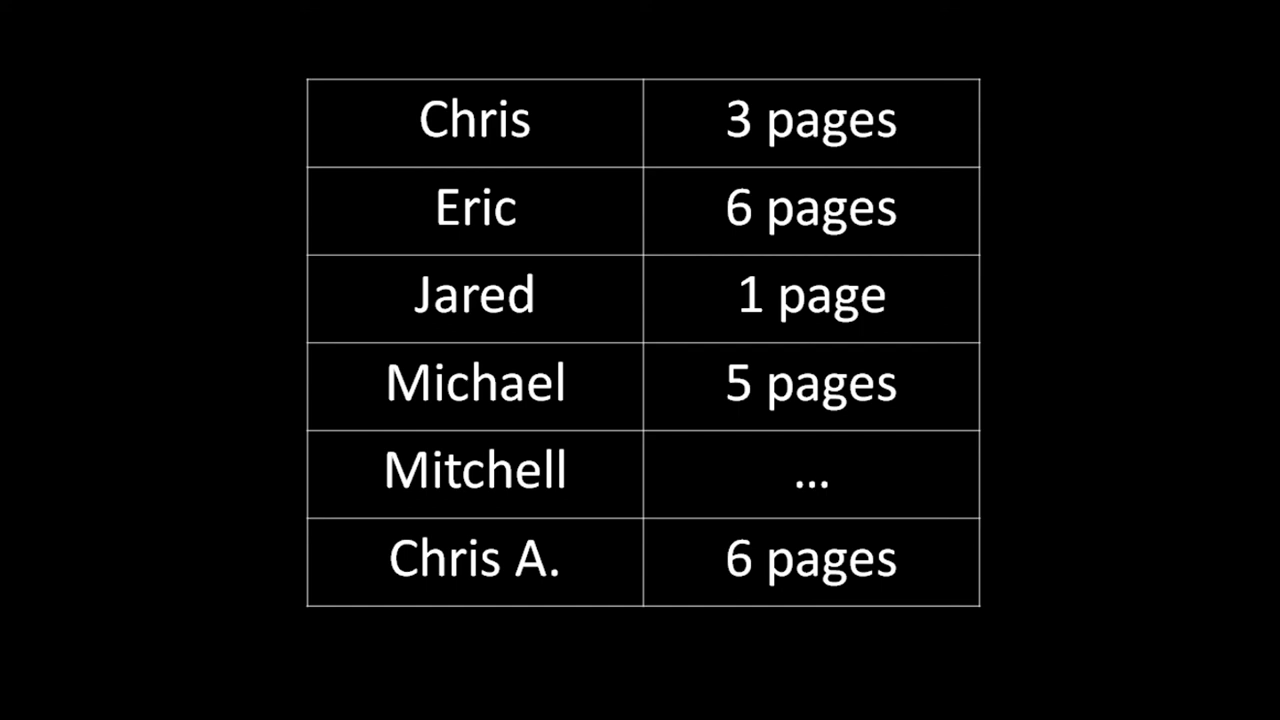 Chris 3 pages
Eric 6 pages
Jared 1 page
Michael 5 pages
Mitchell ...
Chris A. 6 pages